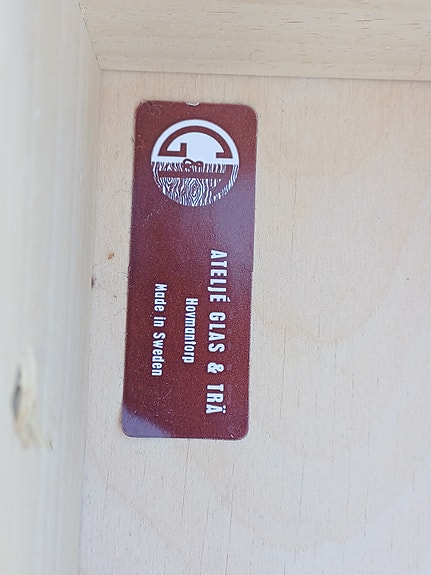 ATELJÉ GLAS & TRÄ
Hovmantorp
Made in Sweden